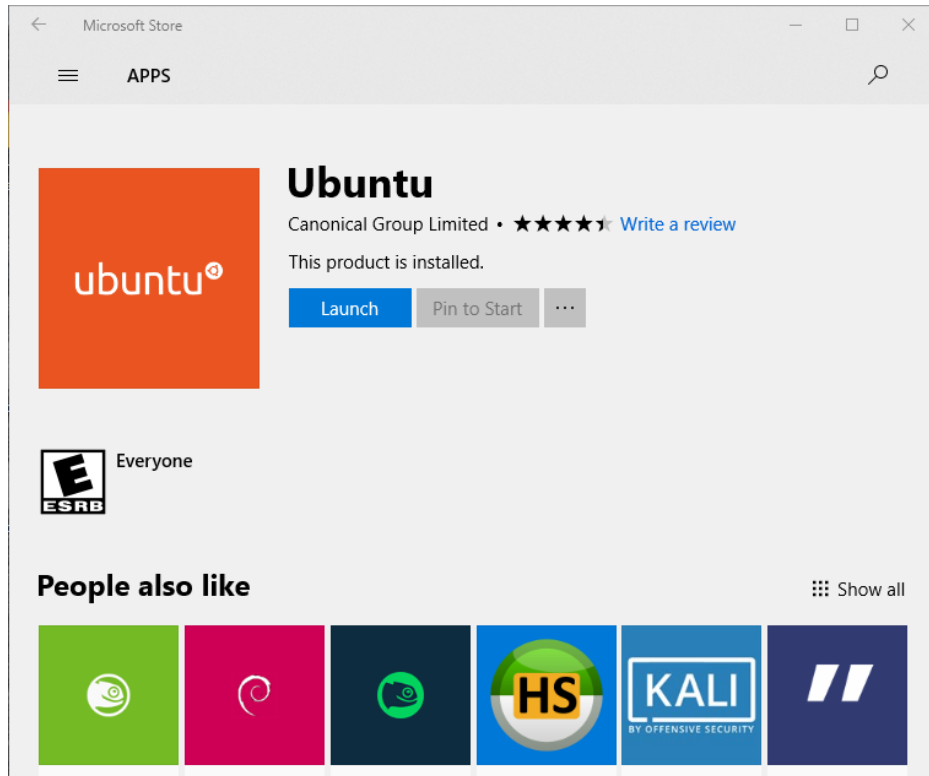 Microsoft Store
APPS
ubuntu
Ubuntu
Canonical Group Limited • ★★★★⯨ Write a review
This product is installed.
Launch Pin to Start ...
E
ESRB
Everyone
People also like
Show all
HS
KALI
BY OFFENSIVE SECURITY